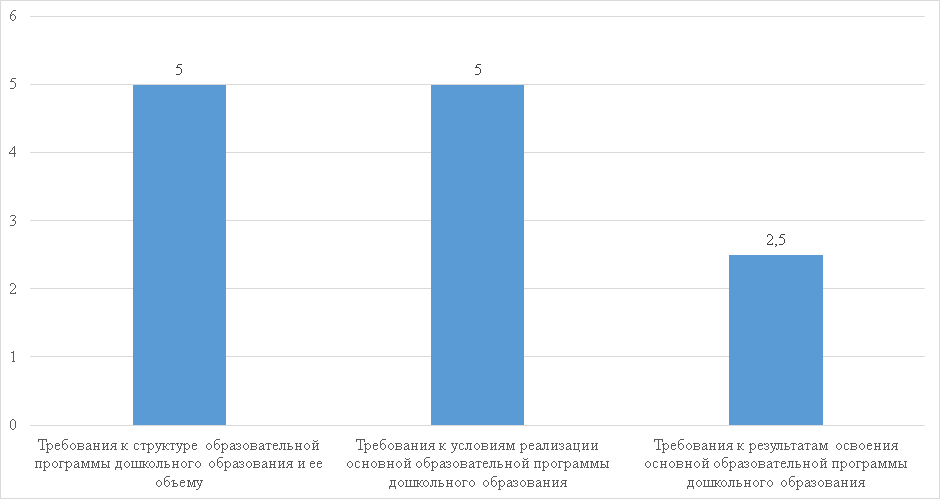 6
5
4
3
2
1
0
5
5
2,5
Требования к структуре образовательной
программы дошкольного образования и ее
объему
Требования к условиям реализации
основной образовательной программы
дошкольного образования
Требования к результатам освоения
основной образовательной программы
дошкольного образования